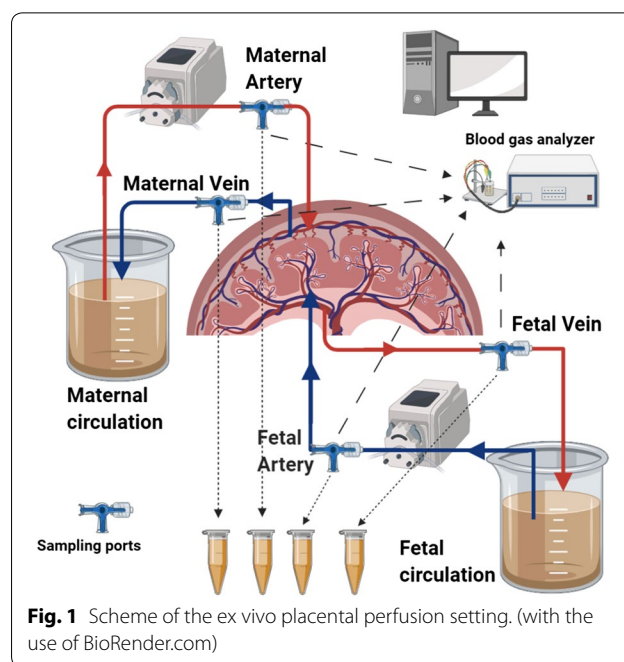 Maternal
Artery
Blood gas analyzer
Maternal Vein
Fetal Vein
Maternal
circulation
Fetal
Artery
Sampling ports
Fetal
circulation
Fig. 1 Scheme of the ex vivo placental perfusion setting. (with the
use of BioRender.com)